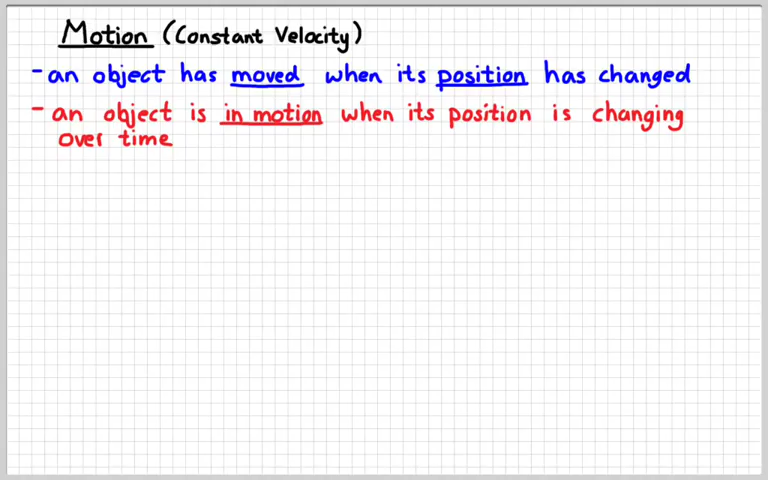 Motion (Constant Velocity)
- an object has moved when its position has changed
- an object is in motion when its position is changing
over time